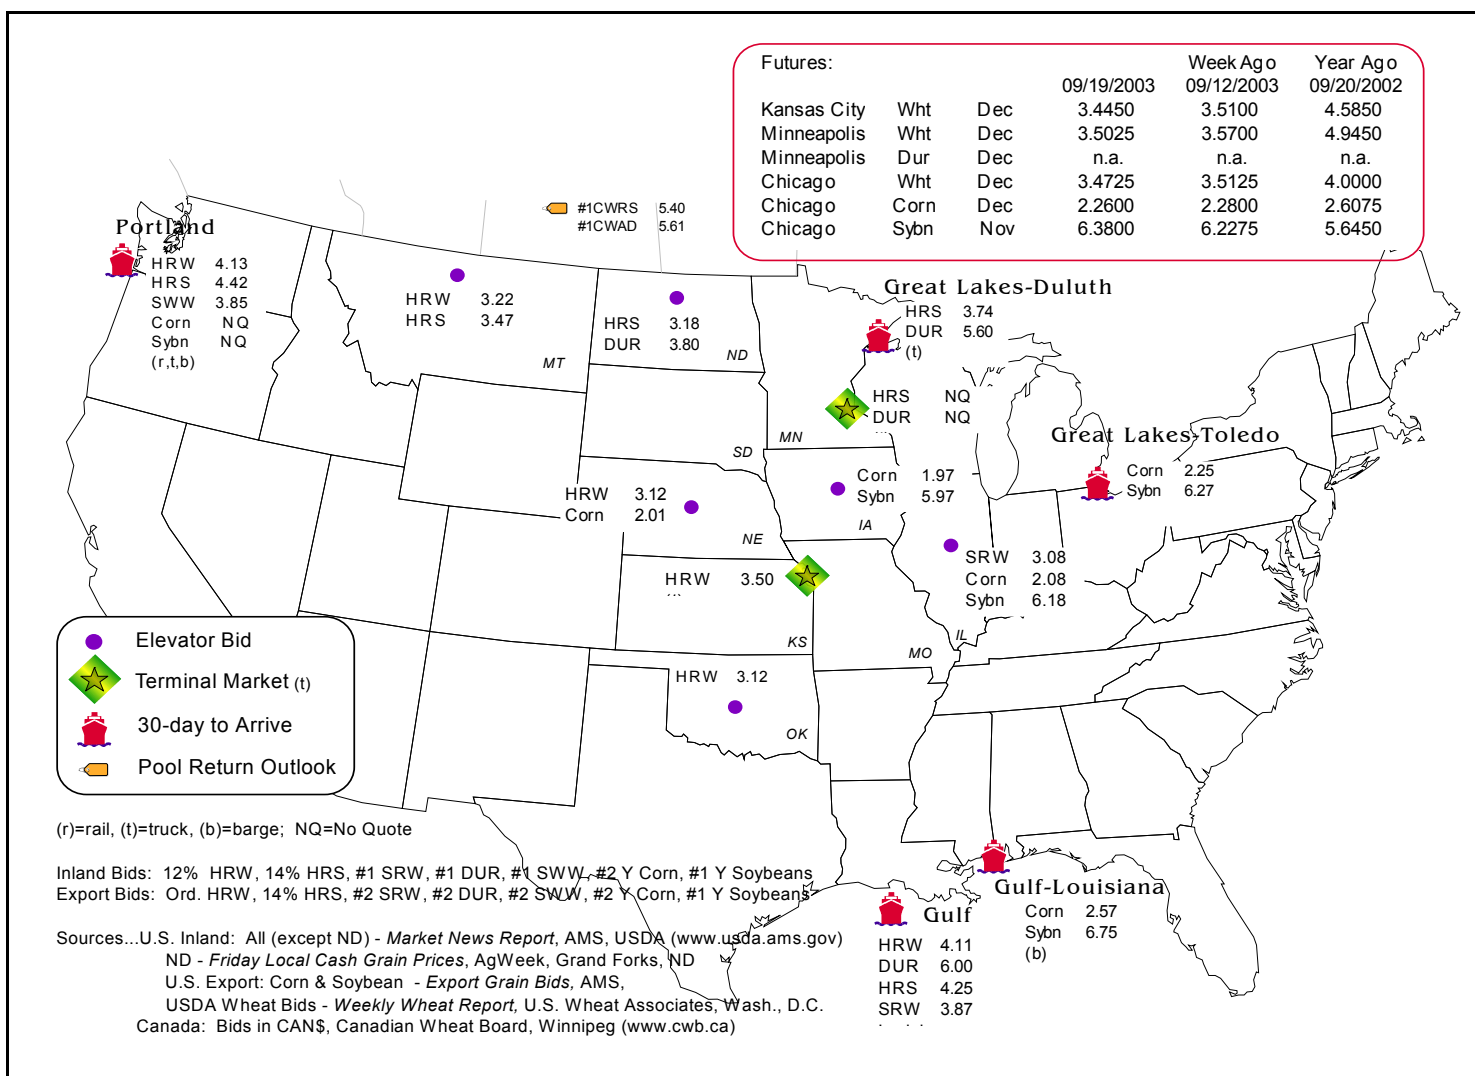 Futures: Week Ago Year Ago
09/19/2003 09/12/2003 09/20/2002
Kansas City Wht Dec 3.4450 3.5100 4.5850
Minneapolis Wht Dec 3.5025 3.5700 4.9450
Minneapolis Dur Dec n.a. n.a. n.a.
Chicago Wht Dec 3.4725 3.5125 4.0000
Chicago Corn Dec 2.2600 2.2800 2.6075
Chicago Sybn Nov 6.3800 6.2275 5.6450
#1CWRS 5.40
#1CWAD 5.61
Portland
HRW 4.13
HRS 4.42
SWW 3.85
Corn NQ
Sybn NQ
(r,t,b)
HRW 3.22
HRS 3.47
MT
HRS 3.18
DUR 3.80
ND
Great Lakes-Duluth
HRS 3.74
DUR 5.60
(t)
HRS NQ
DUR NQ
MN
SD
Great Lakes-Toledo
Corn 2.25
Sybn 6.27
Corn 1.97
Sybn 5.97
IA
HRW 3.12
Corn 2.01
NE
SRW 3.08
Corn 2.08
Sybn 6.18
IL
HRW 3.50
KS
MO
HRW 3.12
OK
Elevator Bid
Terminal Market (t)
30-day to Arrive
Pool Return Outlook
Gulf-Louisiana
Corn 2.57
Sybn 6.75
(b)
Gulf
HRW 4.11
DUR 6.00
HRS 4.25
SRW 3.87
(r)=rail, (t)=truck, (b)=barge; NQ=No Quote
Inland Bids: 12% HRW, 14% HRS, #1 SRW, #1 DUR, #1 SWW, #2 Y Corn, #1 Y Soybeans
Export Bids: Ord. HRW, 14% HRS, #2 SRW, #2 DUR, #2 SWW, #2 Y Corn, #1 Y Soybeans
Sources...U.S. Inland: All (except ND) - Market News Report, AMS, USDA (www.usda.ams.gov)
ND - Friday Local Cash Grain Prices, AgWeek, Grand Forks, ND
U.S. Export: Corn & Soybean - Export Grain Bids, AMS,
USDA Wheat Bids - Weekly Wheat Report, U.S. Wheat Associates, Wash., D.C.
Canada: Bids in CAN$, Canadian Wheat Board, Winnipeg (www.cwb.ca)